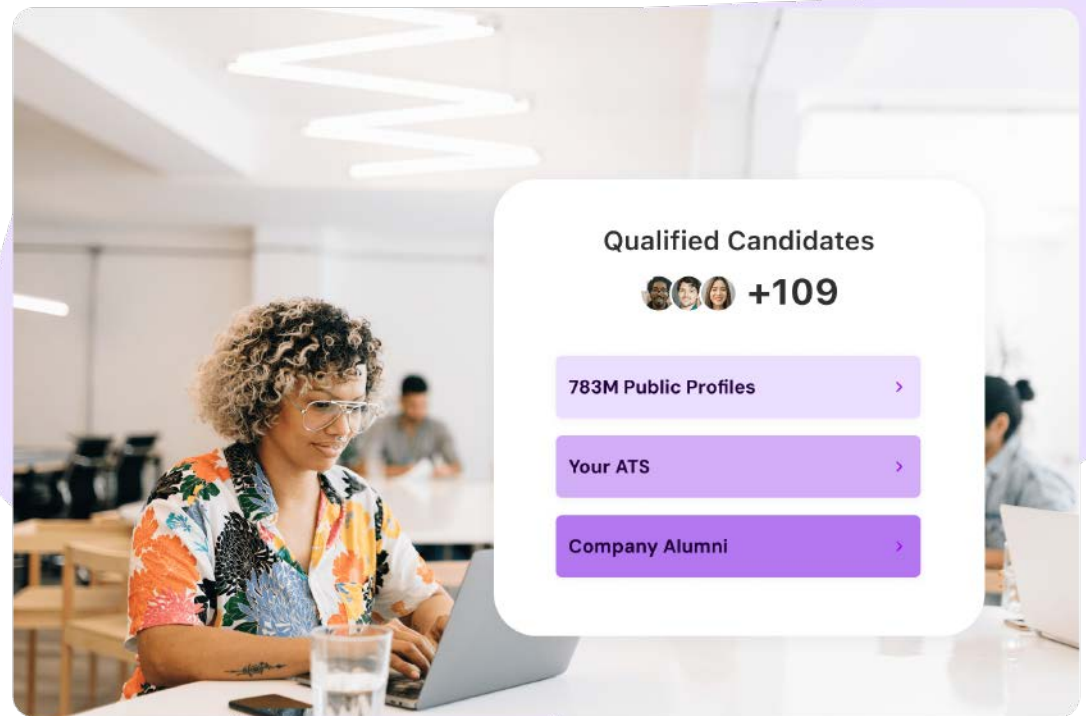 Qualified Candidates
+109
783M Public Profiles
Your ATS
Company Alumni